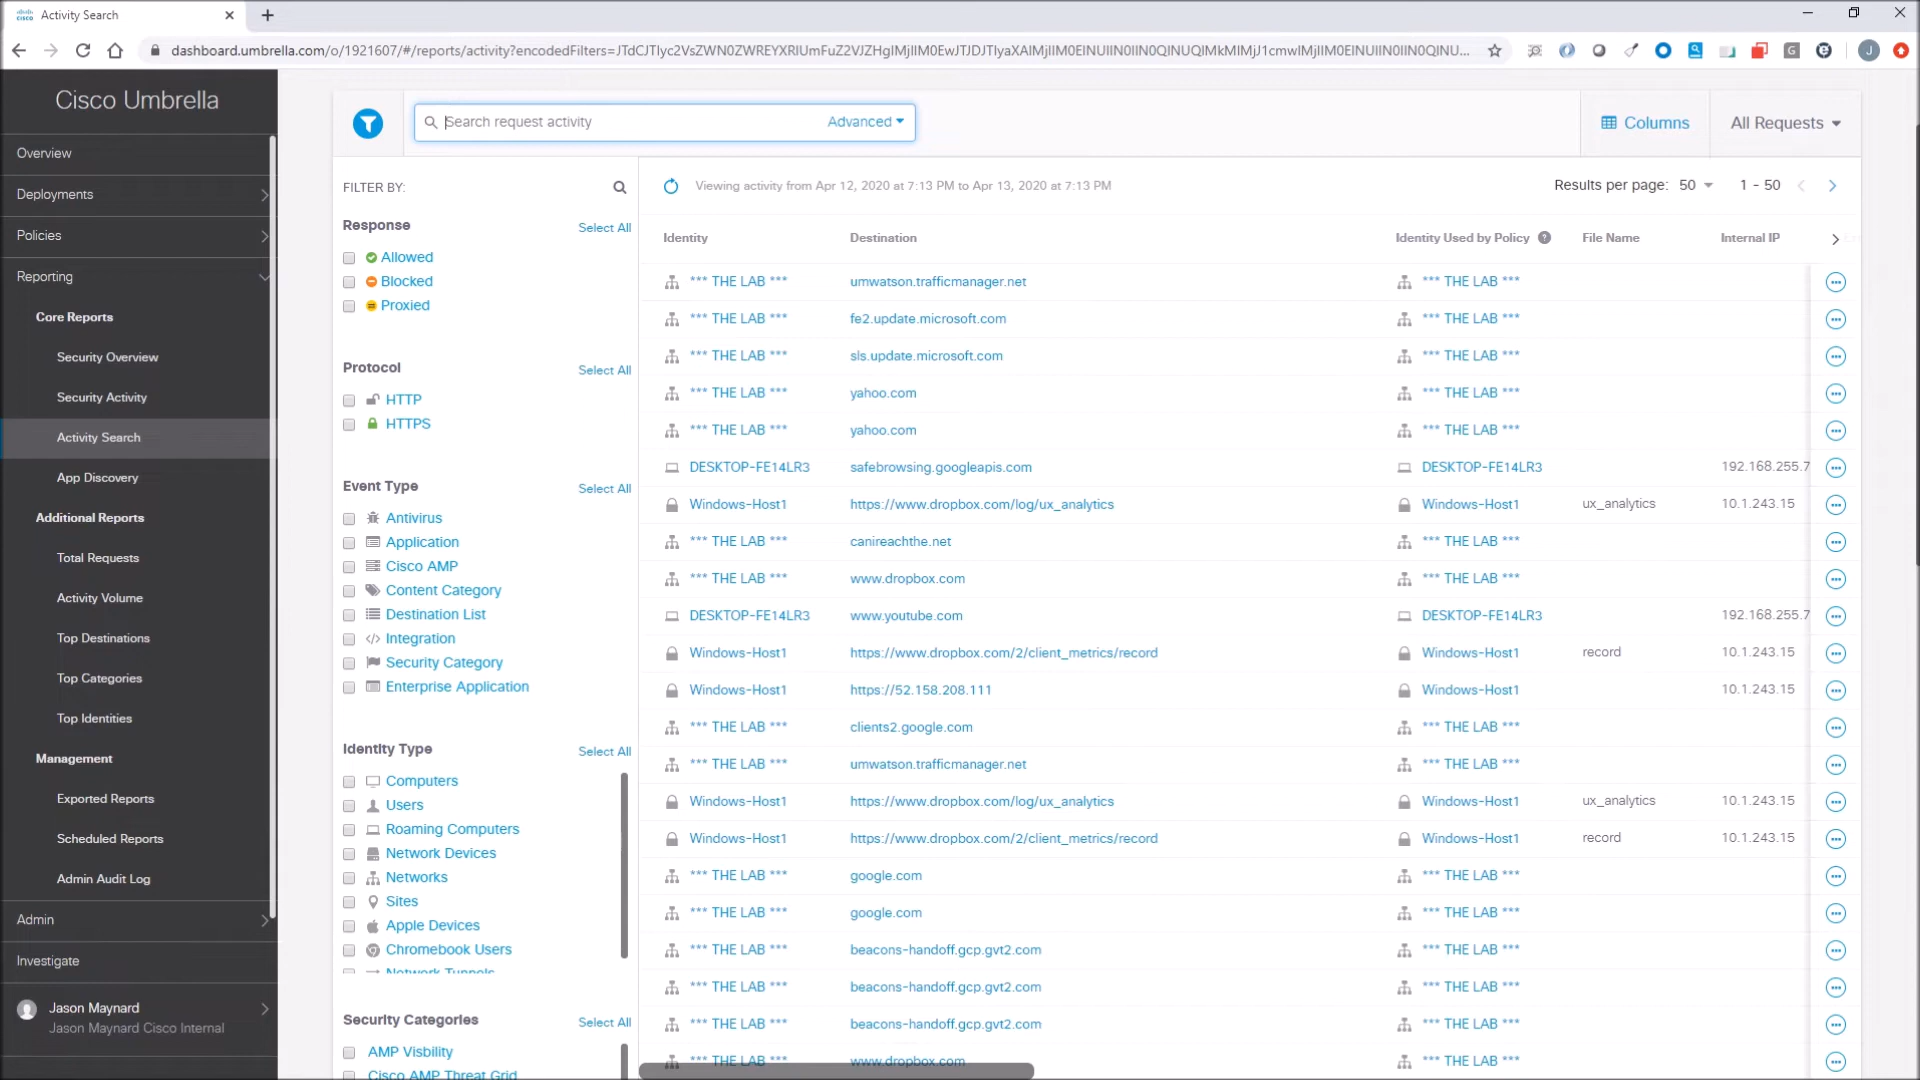 Activity Search
dashboard.umbrella.com/o/1921607/#/reports/activity?encodedFilters=
Cisco Umbrella
Overview
Deployments
Policies
Reporting
Core Reports
Security Overview
Security Activity
Activity Search
App Discovery
Additional Reports
Total Requests
Activity Volume
Top Destinations
Top Categories
Top Identities
Management
Exported Reports
Scheduled Reports
Admin Audit Log
Admin
Investigate
Jason Maynard
Jason Maynard Cisco Internal
Search request activity
Advanced
Columns
All Requests
FILTER BY:
Response Select All
Allowed
Blocked
Proxied
Protocol Select All
HTTP
HTTPS
Event Type Select All
Antivirus
Application
Cisco AMP
Content Category
Destination List
Integration
Security Category
Enterprise Application
Identity Type Select All
Computers
Users
Roaming Computers
Network Devices
Networks
Sites
Apple Devices
Chromebook Users
Network Tunnels
Security Categories Select All
AMP Visbility
Cisco AMP Threat Grid
Viewing activity from Apr 12, 2020 at 7:13 PM to Apr 13, 2020 at 7:13 PM
Results per page: 50 1 - 50
Identity Destination Identity Used by Policy File Name Internal IP
*** THE LAB *** umwatson.trafficmanager.net *** THE LAB ***
*** THE LAB *** fe2.update.microsoft.com *** THE LAB ***
*** THE LAB *** sls.update.microsoft.com *** THE LAB ***
*** THE LAB *** yahoo.com *** THE LAB ***
*** THE LAB *** yahoo.com *** THE LAB ***
DESKTOP-FE14LR3 safebrowsing.googleapis.com DESKTOP-FE14LR3 192.168.255.7
Windows-Host1 https://www.dropbox.com/log/ux_analytics Windows-Host1 ux_analytics 10.1.243.15
*** THE LAB *** canireachthe.net *** THE LAB ***
*** THE LAB *** www.dropbox.com *** THE LAB ***
DESKTOP-FE14LR3 www.youtube.com DESKTOP-FE14LR3 192.168.255.7
Windows-Host1 https://www.dropbox.com/2/client_metrics/record Windows-Host1 record 10.1.243.15
Windows-Host1 https://52.158.208.111 Windows-Host1 10.1.243.15
*** THE LAB *** clients2.google.com *** THE LAB ***
*** THE LAB *** umwatson.trafficmanager.net *** THE LAB ***
Windows-Host1 https://www.dropbox.com/log/ux_analytics Windows-Host1 ux_analytics 10.1.243.15
Windows-Host1 https://www.dropbox.com/2/client_metrics/record Windows-Host1 record 10.1.243.15
*** THE LAB *** google.com *** THE LAB ***
*** THE LAB *** google.com *** THE LAB ***
*** THE LAB *** beacons-handoff.gcp.gvt2.com *** THE LAB ***
*** THE LAB *** beacons-handoff.gcp.gvt2.com *** THE LAB ***
*** THE LAB *** beacons-handoff.gcp.gvt2.com *** THE LAB ***
*** THE LAB *** www.dropbox.com *** THE LAB ***